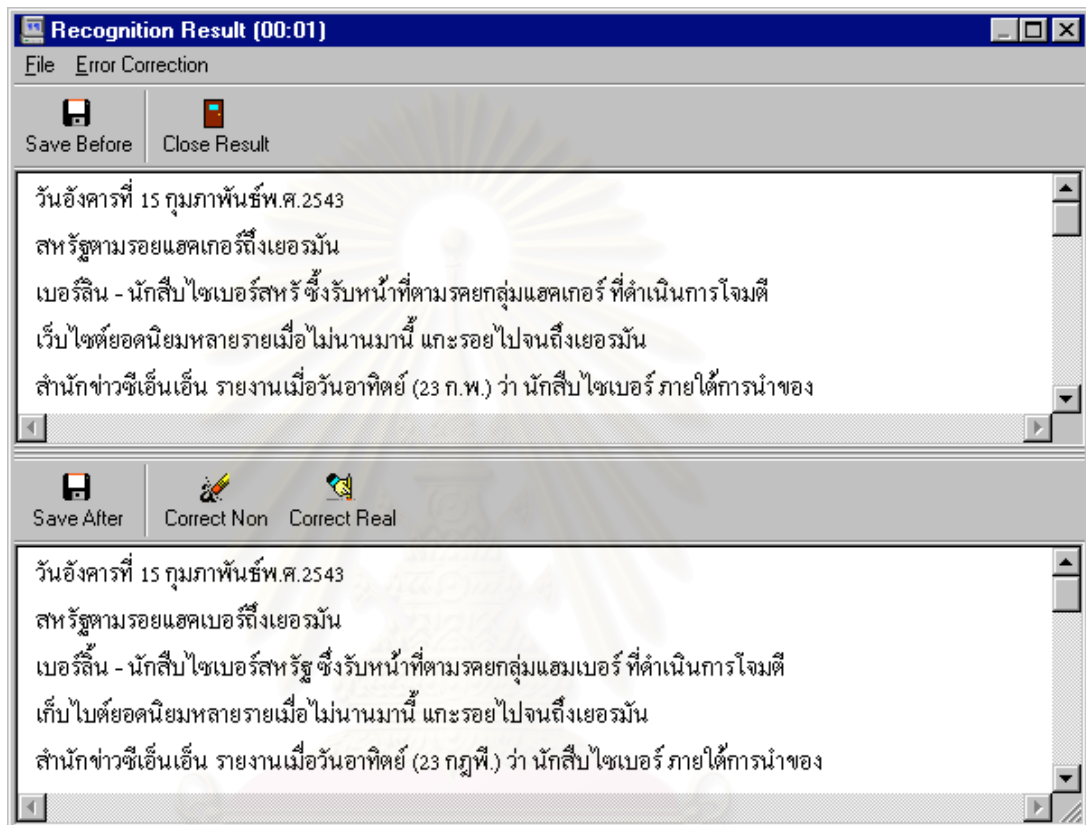 Recognition Result (00:01)
File Error Correction
Save Before Close Result
วันอังคารที่ 15 กุมภาพันธ์พ.ศ.2543
สหรัฐตามรอยแฮคเกอร์ถึงเยอรมัน
เบอร์ลิน - นักสืบไซเบอร์สหรั ซึ้งรับหน้าที่ตามรคยกลุ่มแฮคเกอร์ ที่ดำเนินการโจมตี
เว็บไซต์ยอดนิยมหลายรายเมื่อไม่นานมานี้ แกะรอยไปจนถึงเยอรมัน
สำนักข่าวซีเอ็นเอ็น รายงานเมื่อวันอาทิตย์ (23 ก.พ.) ว่า นักสืบไซเบอร์ ภายใต้การนำของ
Save After Correct Non Correct Real
วันอังคารที่ 15 กุมภาพันธ์พ.ศ.2543
สหรัฐตามรอยแฮคเบอร์ถึงเยอรมัน
เบอร์ลิ้น - นักสืบไซเบอร์สหรัฐ ซึ่งรับหน้าที่ตามรคยกลุ่มแฮมเบอร์ ที่ดำเนินการโจมตี
เก็บไบต์ยอดนิยมหลายรายเมื่อไม่นานมานี้ แกะรอยไปจนถึงเยอรมัน
สำนักข่าวซีเอ็นเอ็น รายงานเมื่อวันอาทิตย์ (23 กฎพี.) ว่า นักสืบไซเบอร์ ภายใต้การนำของ